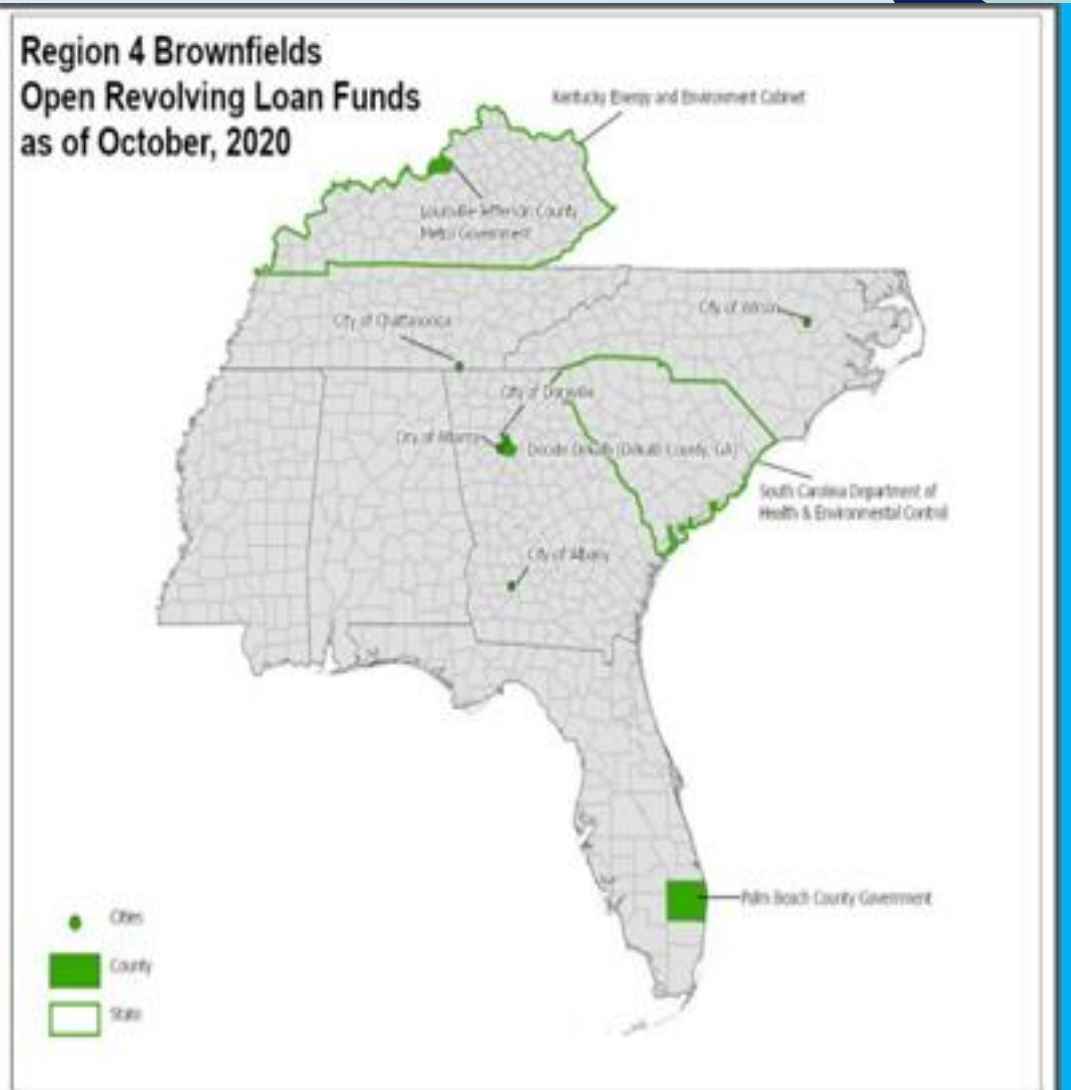 Region 4 Brownfields
Open Revolving Loan Funds
as of October, 2020
Kentucky Energy and Environment Cabinet
Louisville-Jefferson County
Metro Government
City of Wilson
City of Chattanooga
City of Doraville
City of Atlanta
Decide Dekalb (Dekalb County, GA)
South Carolina Department of
Health & Environmental Control
City of Albany
Palm Beach County Government
Cities
County
State